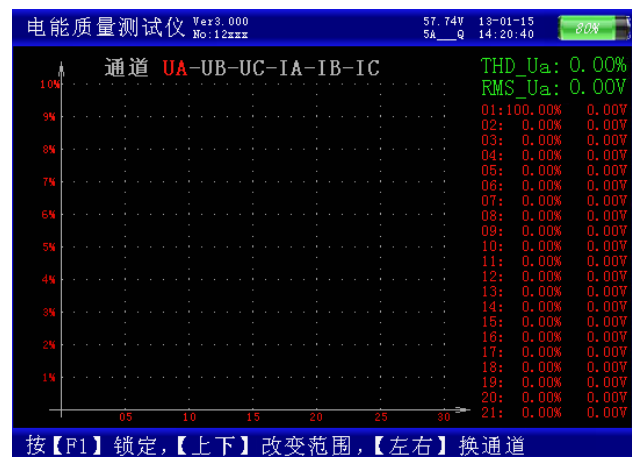 电能质量测试仪 Ver3.000 57.74V 13-01-15 80%
No:12xxx 5A__Q 14:20:40
通道 UA-UB-UC-IA-IB-IC
THD_Ua: 0.00%
RMS_Ua: 0.00V
10%
9%
8%
7%
6%
5%
4%
3%
2%
1%
05 10 15 20 25 30
01:100.00% 0.00V
02: 0.00% 0.00V
03: 0.00% 0.00V
04: 0.00% 0.00V
05: 0.00% 0.00V
06: 0.00% 0.00V
07: 0.00% 0.00V
08: 0.00% 0.00V
09: 0.00% 0.00V
10: 0.00% 0.00V
11: 0.00% 0.00V
12: 0.00% 0.00V
13: 0.00% 0.00V
14: 0.00% 0.00V
15: 0.00% 0.00V
16: 0.00% 0.00V
17: 0.00% 0.00V
18: 0.00% 0.00V
19: 0.00% 0.00V
20: 0.00% 0.00V
21: 0.00% 0.00V
按【F1】锁定,【上下】改变范围,【左右】换通道